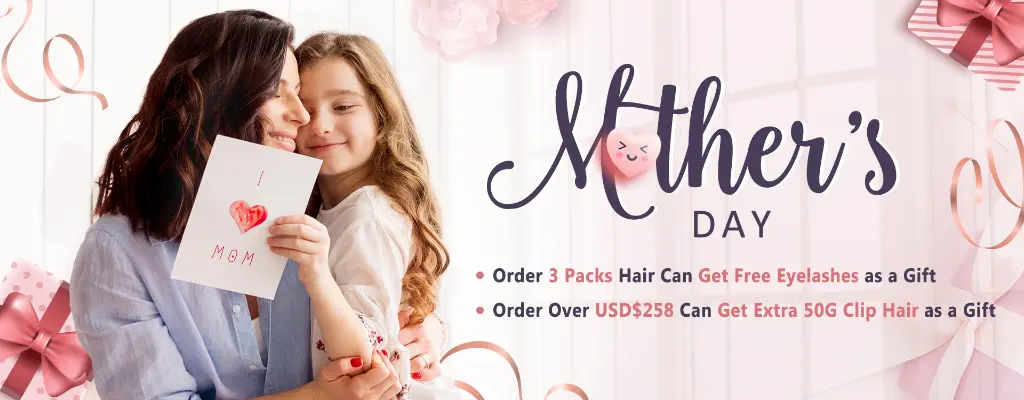 I
MOM
Mother's
DAY
• Order 3 Packs Hair Can Get Free Eyelashes as a Gift
• Order Over USD$258 Can Get Extra 50G Clip Hair as a Gift